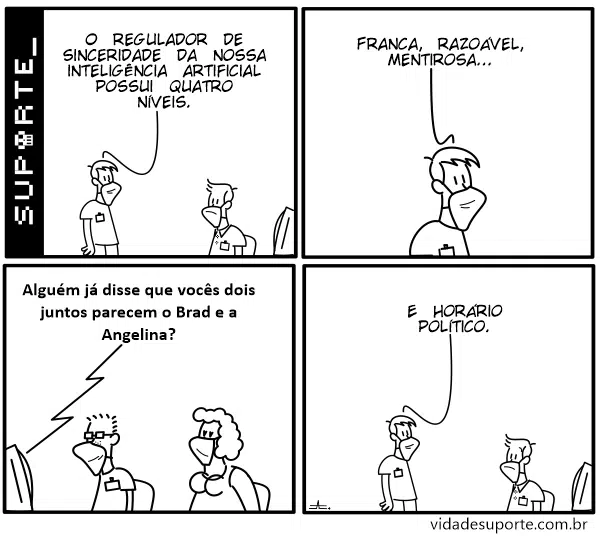 SUPORTE_
O REGULADOR DE
SINCERIDADE DA NOSSA
INTELIGÊNCIA ARTIFICIAL
POSSUI QUATRO
NÍVEIS.
FRANCA, RAZOÁVEL,
MENTIROSA...
Alguém já disse que vocês dois
juntos parecem o Brad e a
Angelina?
E HORÁRIO
POLÍTICO.
vidadesuporte.com.br